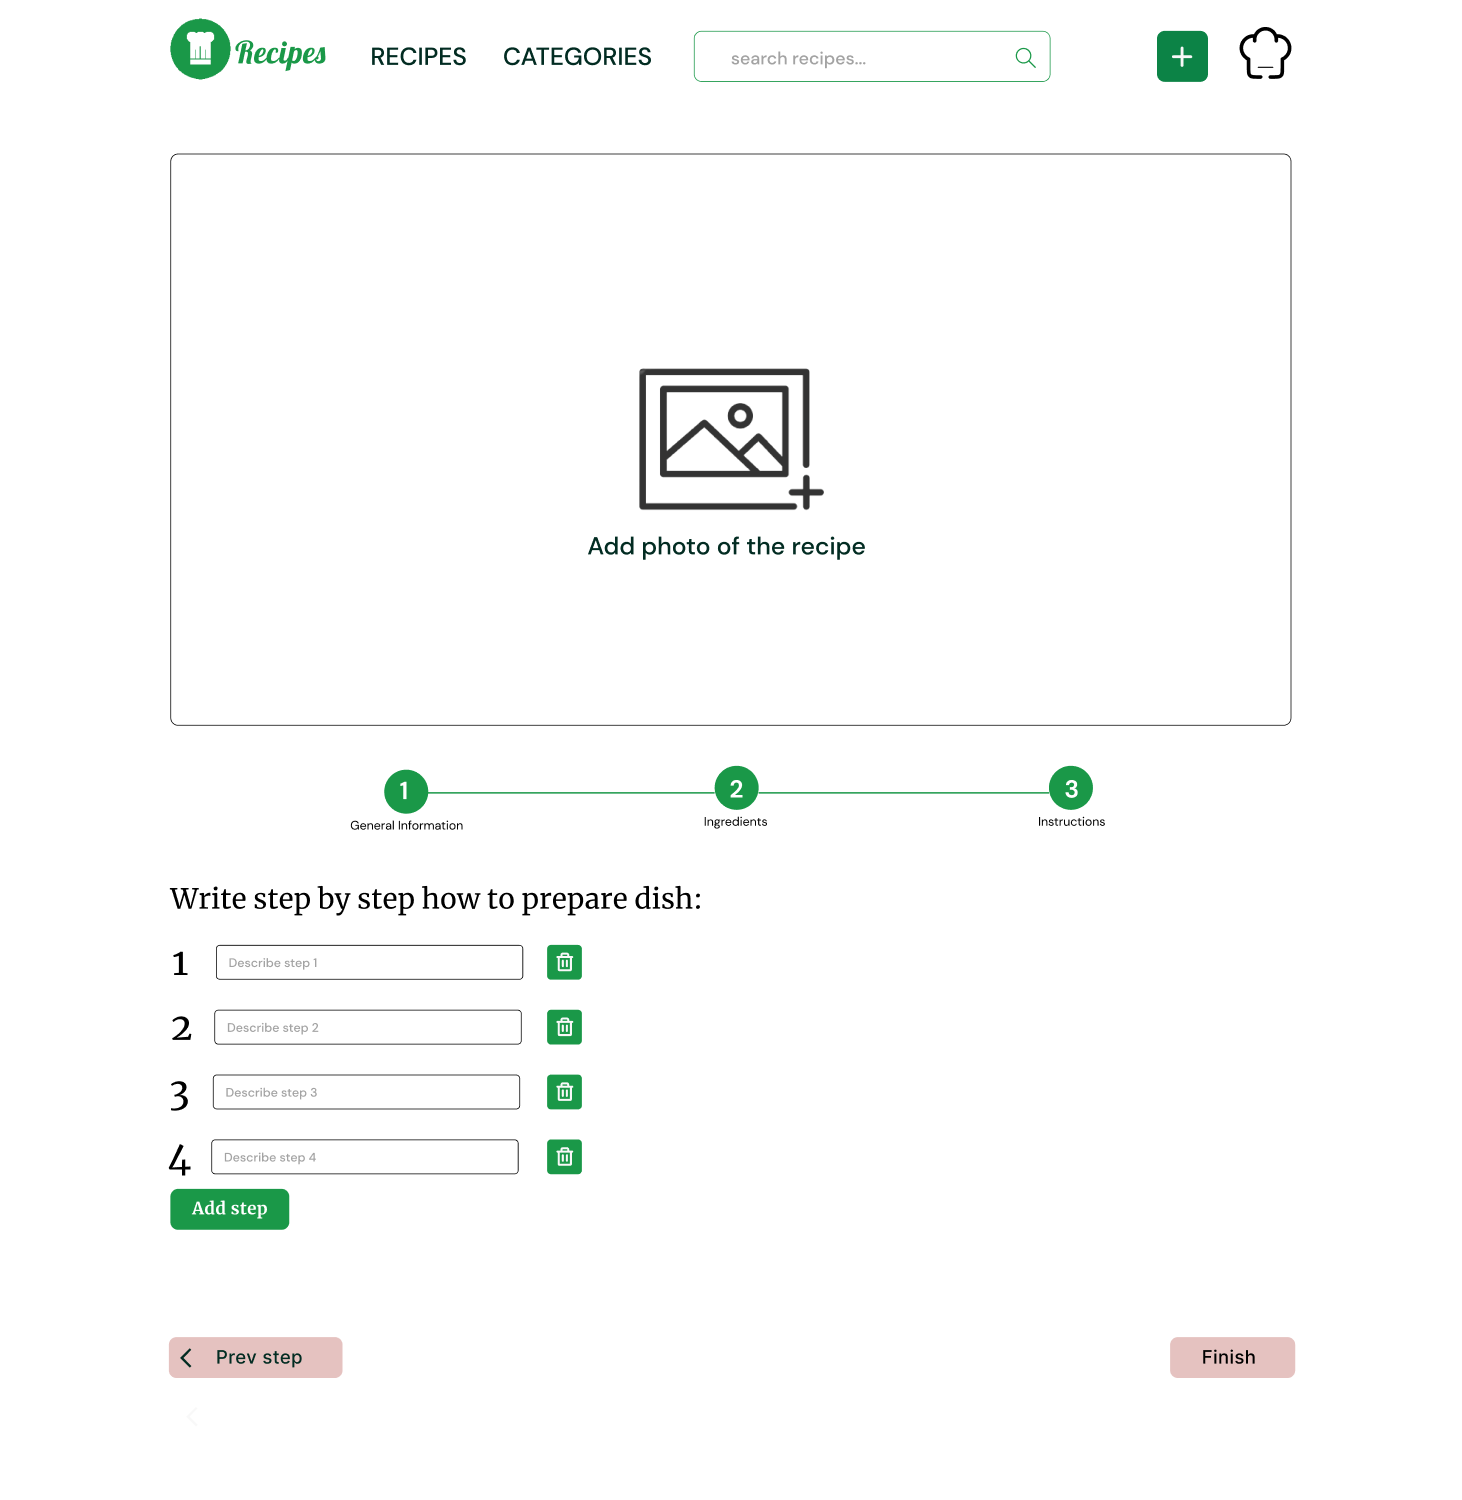 Recipes RECIPES CATEGORIES search recipes...
Add photo of the recipe
1 2 3
General Information Ingredients Instructions
Write step by step how to prepare dish:
1 Describe step 1
2 Describe step 2
3 Describe step 3
4 Describe step 4
Add step
Prev step Finish